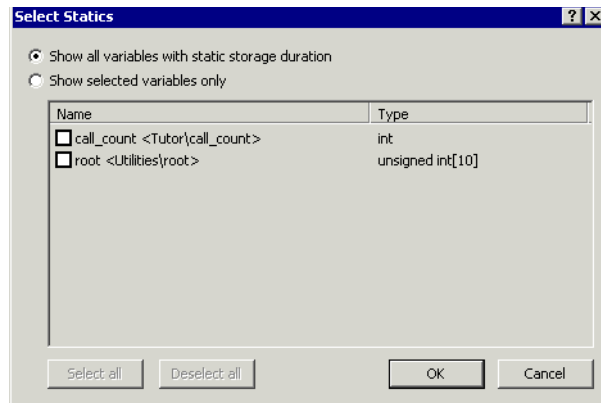 Select Statics
Show all variables with static storage duration
Show selected variables only
Name Type
call_count <Tutor\call_count> int
root <Utilities\root> unsigned int[10]
Select all Deselect all OK Cancel